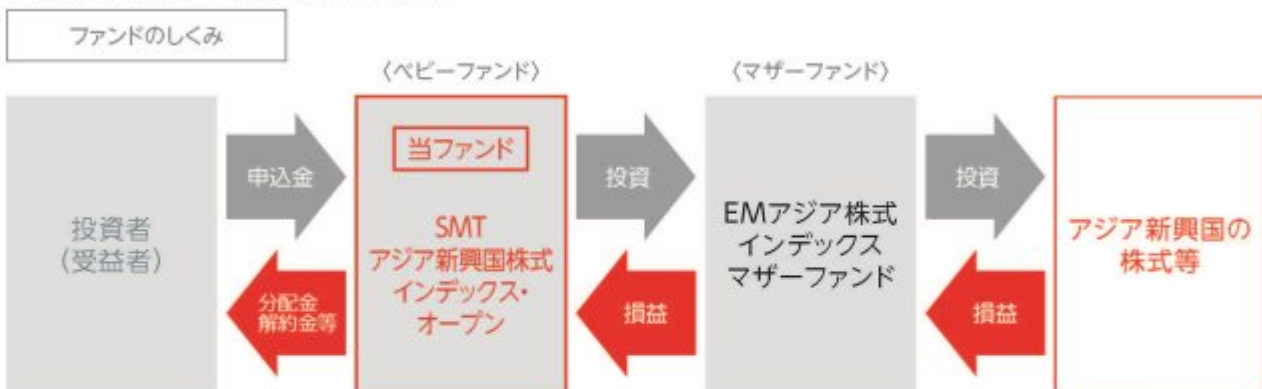 ファンドのしくみ
〈ベビーファンド〉
〈マザーファンド〉
投資者
(受益者)
申込金
分配金
解約金等
当ファンド
SMT
アジア新興国株式
インデックス・
オープン
投資
損益
EMアジア株式
インデックス
マザーファンド
投資
損益
アジア新興国の
株式等